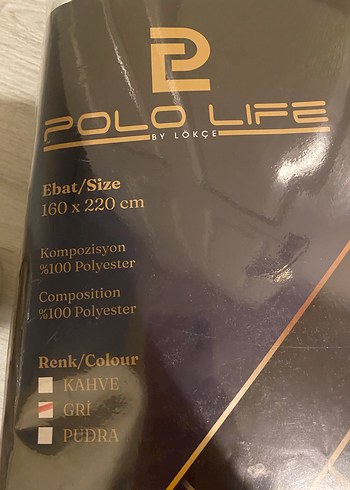 POLO LIFE
BY LÖKÇE
Ebat/Size
160 x 220 cm
Kompozisyon
%100 Polyester
Composition
%100 Polyester
Renk/Colour
KAHVE
GRİ
PUDRA